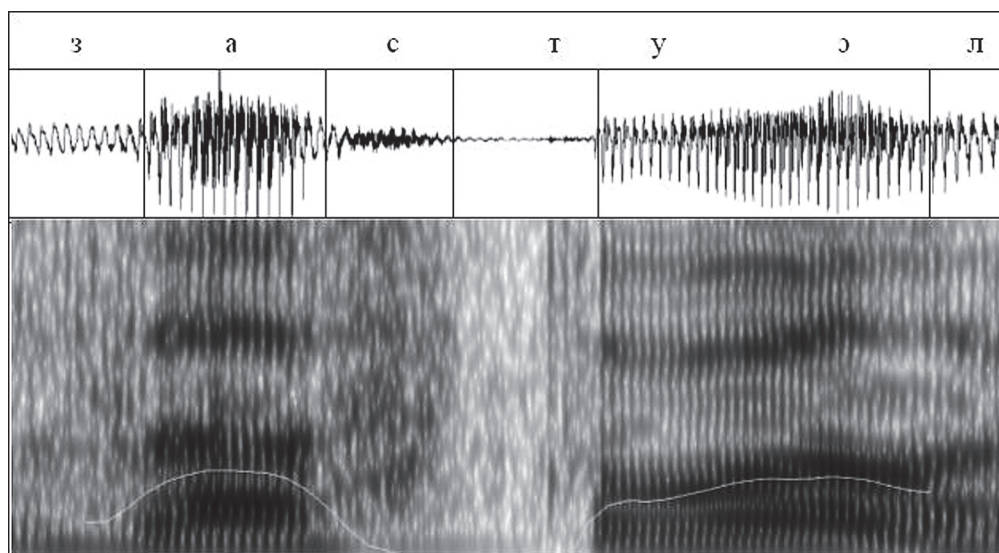 з а с т у ɔ л